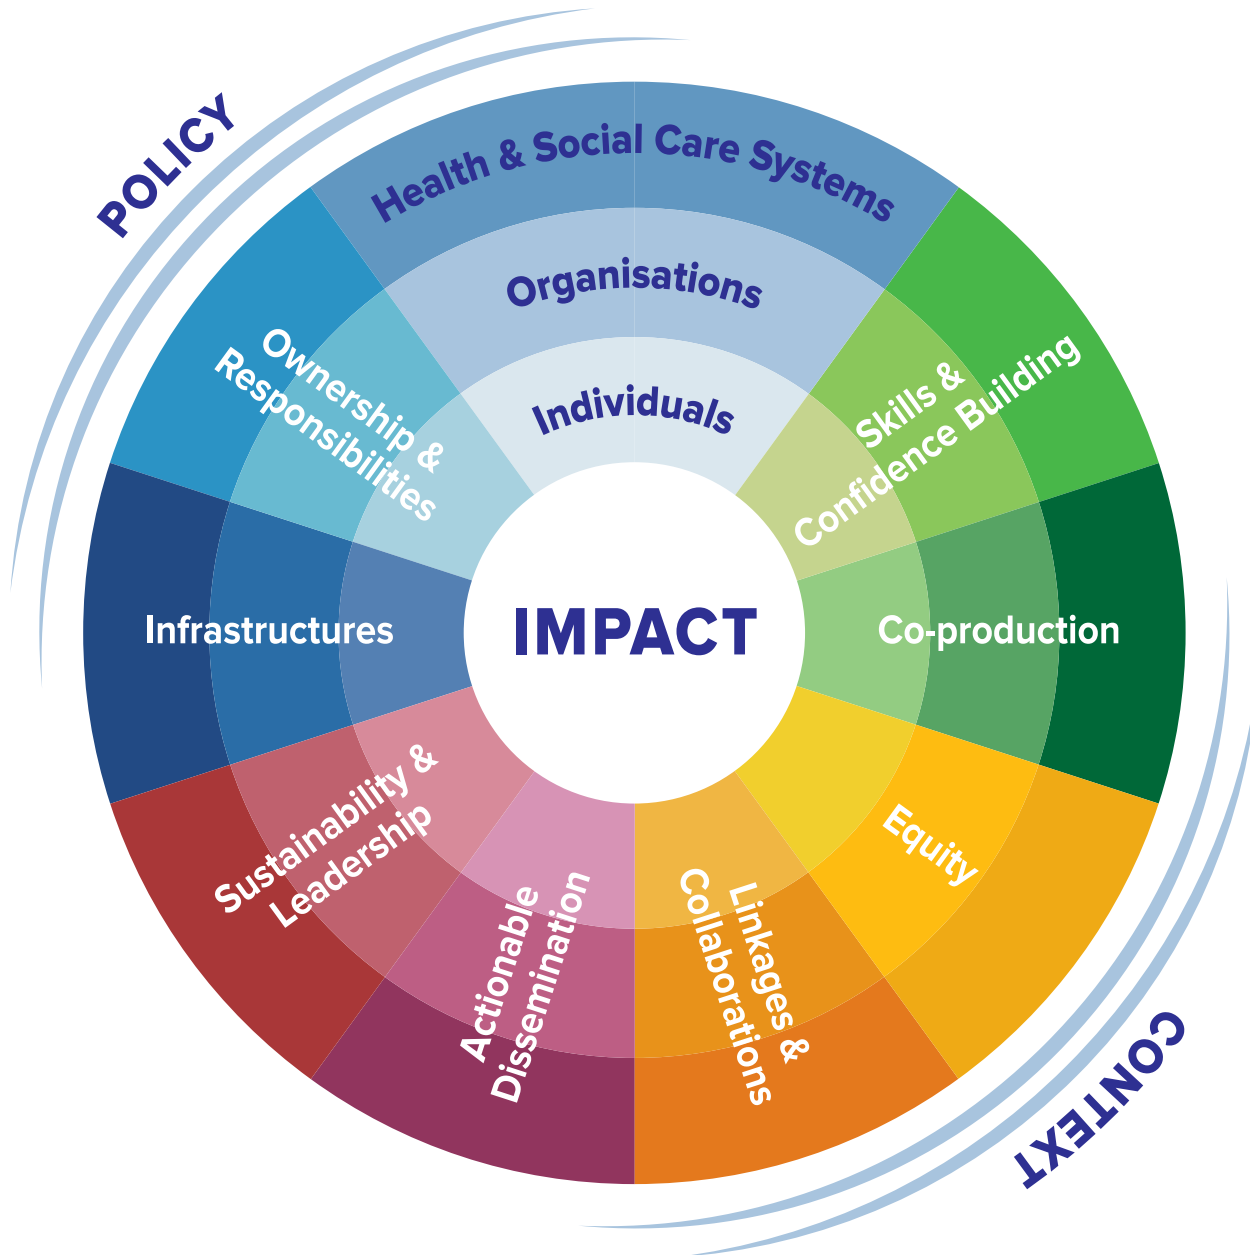 POLICY
Health & Social Care Systems
Organisations
Individuals
Ownership &
Responsibilities
Skills &
Confidence Building
Infrastructures
IMPACT
Co-production
Sustainability &
Leadership
Actionable
Dissemination
Linkages &
Collaborations
Equity
CONTEXT